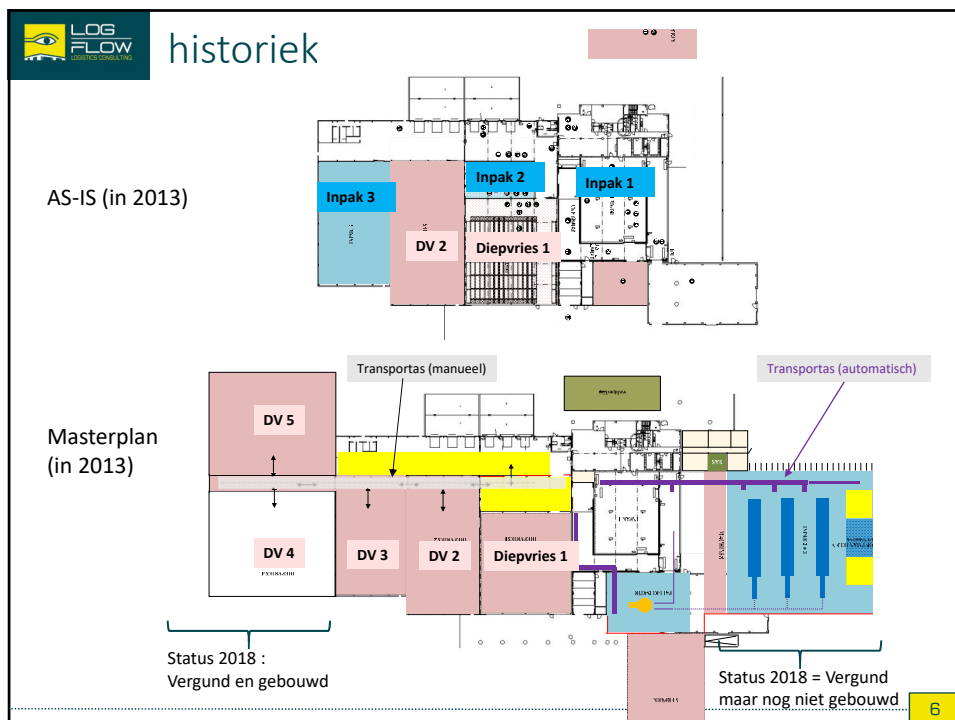 LOG
FLOW
LOGISTICS CONSULTING
historiek
AS-IS (in 2013)
Inpak 3
Inpak 2
Inpak 1
DV 2
Diepvries 1
Transportas (manueel)
Transportas (automatisch)
Masterplan
(in 2013)
DV 5
DV 4
DV 3
DV 2
Diepvries 1
Status 2018 :
Vergund en gebouwd
Status 2018 = Vergund
maar nog niet gebouwd
6